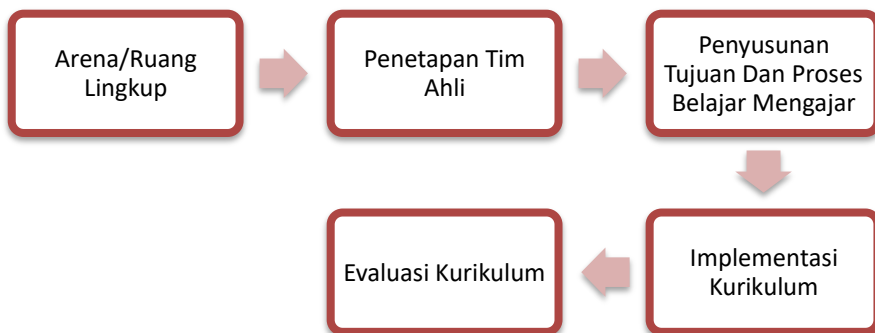 Arena/Ruang
Lingkup
Penetapan Tim
Ahli
Penyusunan
Tujuan Dan Proses
Belajar Mengajar
Implementasi
Kurikulum
Evaluasi Kurikulum